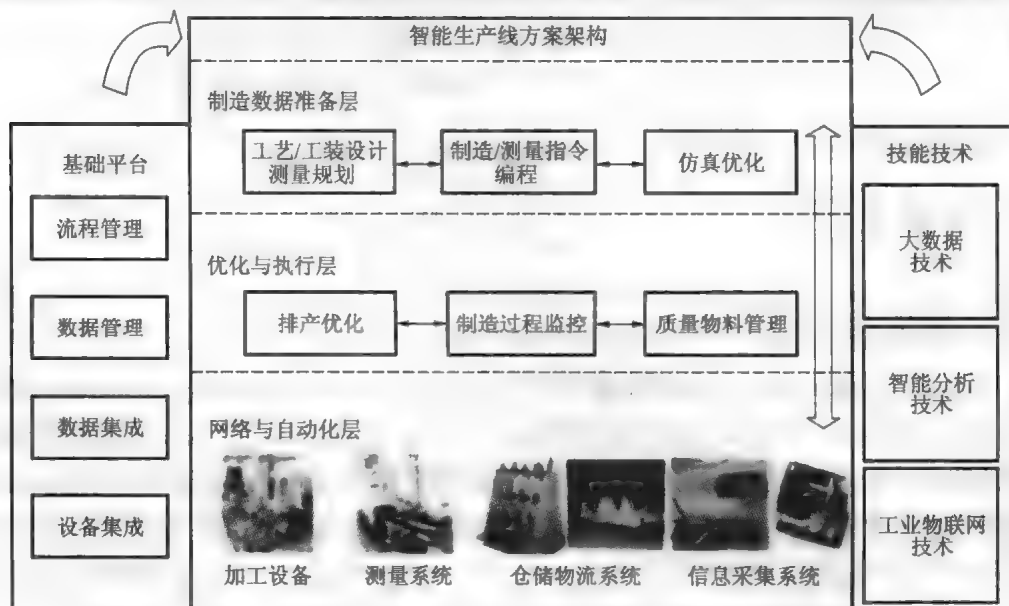 智能生产线方案架构
制造数据准备层
工艺/工装设计
测量规划
制造/测量指令
编程
仿真优化
优化与执行层
排产优化
制造过程监控
质量物料管理
网络与自动化层
加工设备
测量系统
仓储物流系统
信息采集系统
基础平台
流程管理
数据管理
数据集成
设备集成
技能技术
大数据
技术
智能分析
技术
工业物联网
技术